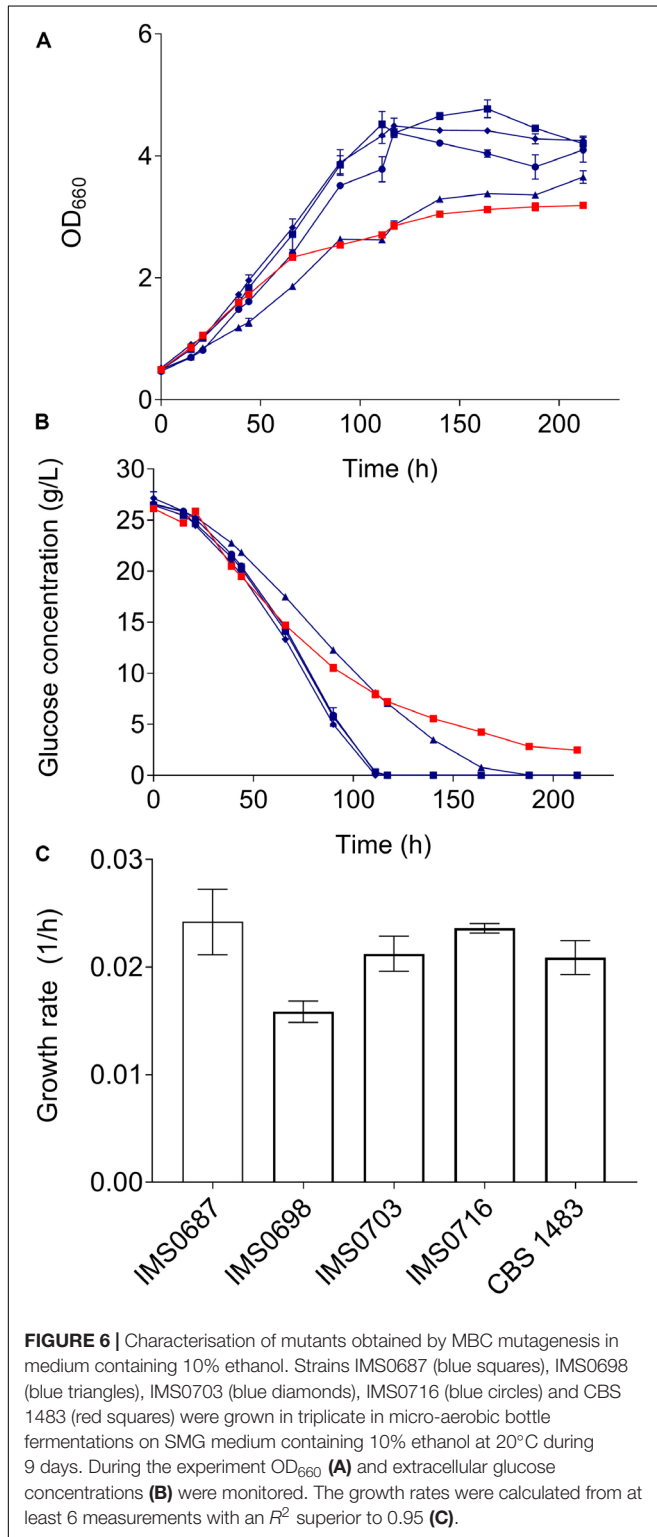 A
6
4
2
0
OD660
0
50
100
150
200
Time (h)
B
30
25
20
15
10
5
0
Glucose concentration (g/L)
0
50
100
150
200
Time (h)
C
0.03
0.02
0.01
0.00
Growth rate (1/h)
IMS0687
IMS0698
IMS0703
IMS0716
CBS 1483
FIGURE 6 | Characterisation of mutants obtained by MBC mutagenesis in
medium containing 10% ethanol. Strains IMS0687 (blue squares), IMS0698
(blue triangles), IMS0703 (blue diamonds), IMS0716 (blue circles) and CBS
1483 (red squares) were grown in triplicate in micro-aerobic bottle
fermentations on SMG medium containing 10% ethanol at 20°C during
9 days. During the experiment OD660 (A) and extracellular glucose
concentrations (B) were monitored. The growth rates were calculated from at
least 6 measurements with an R² superior to 0.95 (C).